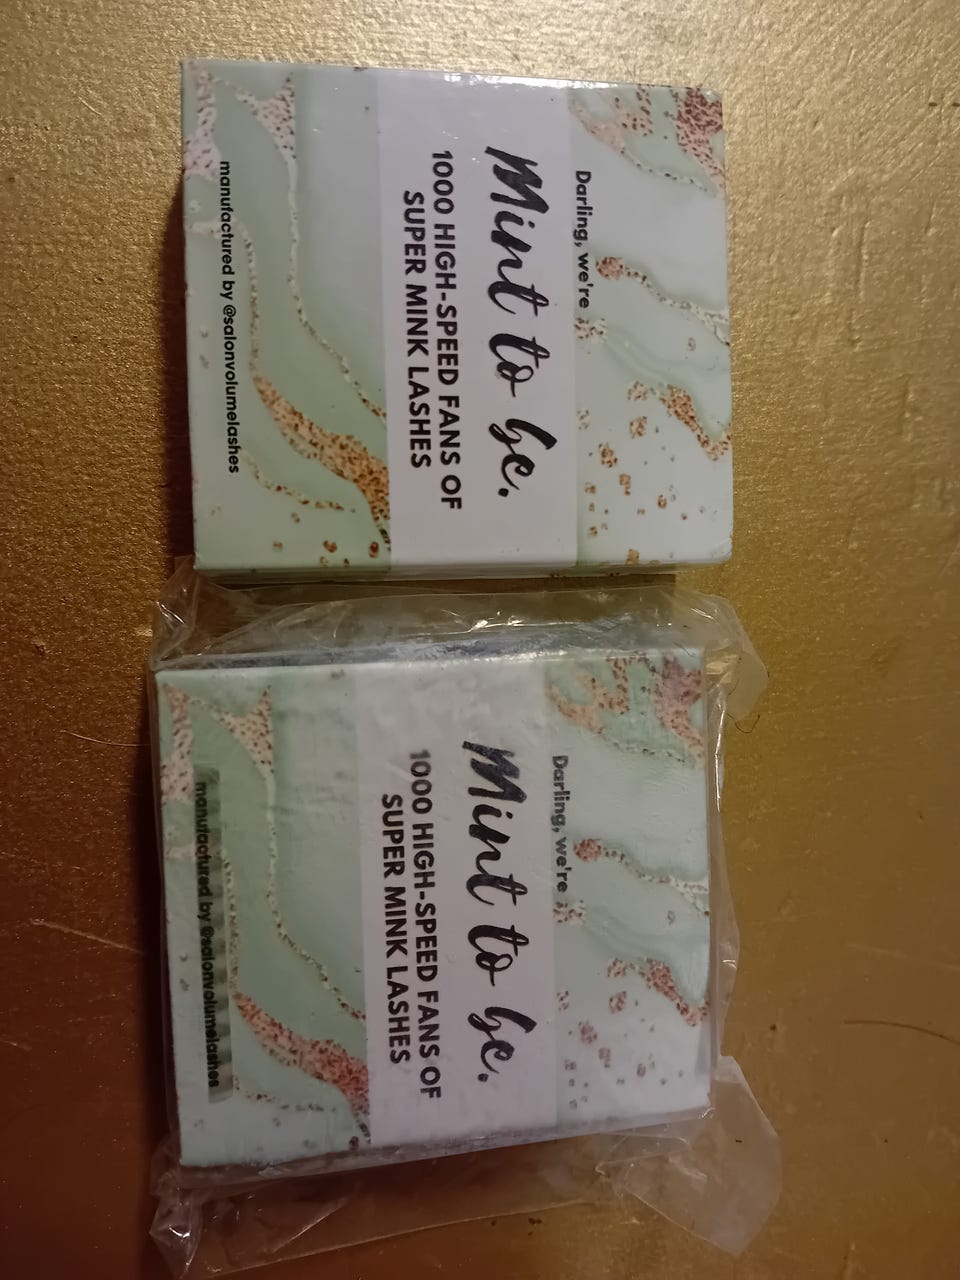 Darling, we're
Mint to be.
1000 HIGH-SPEED FANS OF
SUPER MINK LASHES
manufactured by @salonvolumelashes
Darling, we're
Mint to be.
1000 HIGH-SPEED FANS OF
SUPER MINK LASHES
manufactured by @salonvolumelashes